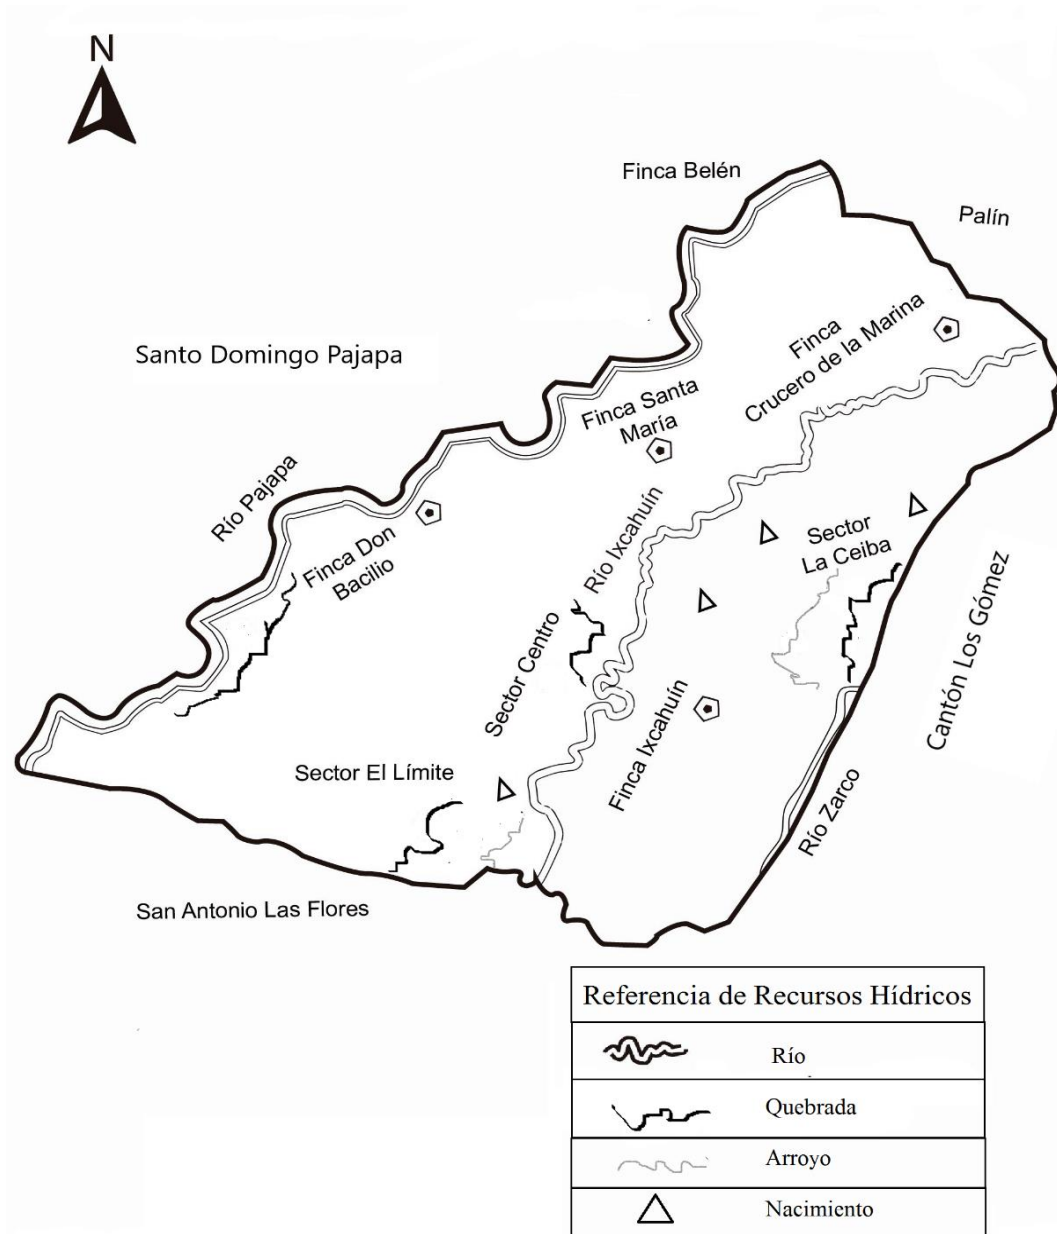 N
Finca Belén
Palín
Finca
Crucero de la Marina
Santo Domingo Pajapa
Finca Santa
María
Río Pajapa
Finca Don
Bacilio
Río Ixcahuín
Sector
La Ceiba
Sector Centro
Cantón Los Gómez
Finca Ixcahuín
Sector El Límite
Río Zarco
San Antonio Las Flores
Referencia de Recursos Hídricos
Río
Quebrada
Arroyo
Nacimiento